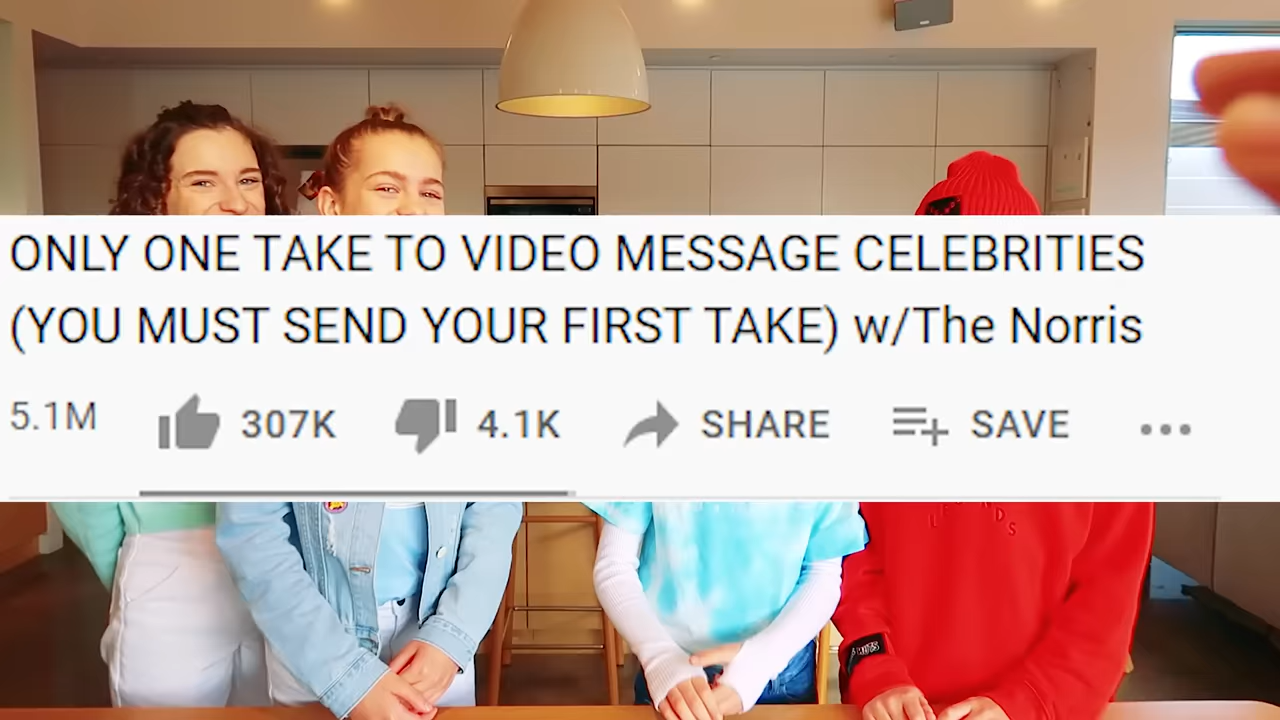 ONLY ONE TAKE TO VIDEO MESSAGE CELEBRITIES
(YOU MUST SEND YOUR FIRST TAKE) w/The Norris
5.1M 307K 4.1K SHARE SAVE
LEGENDS